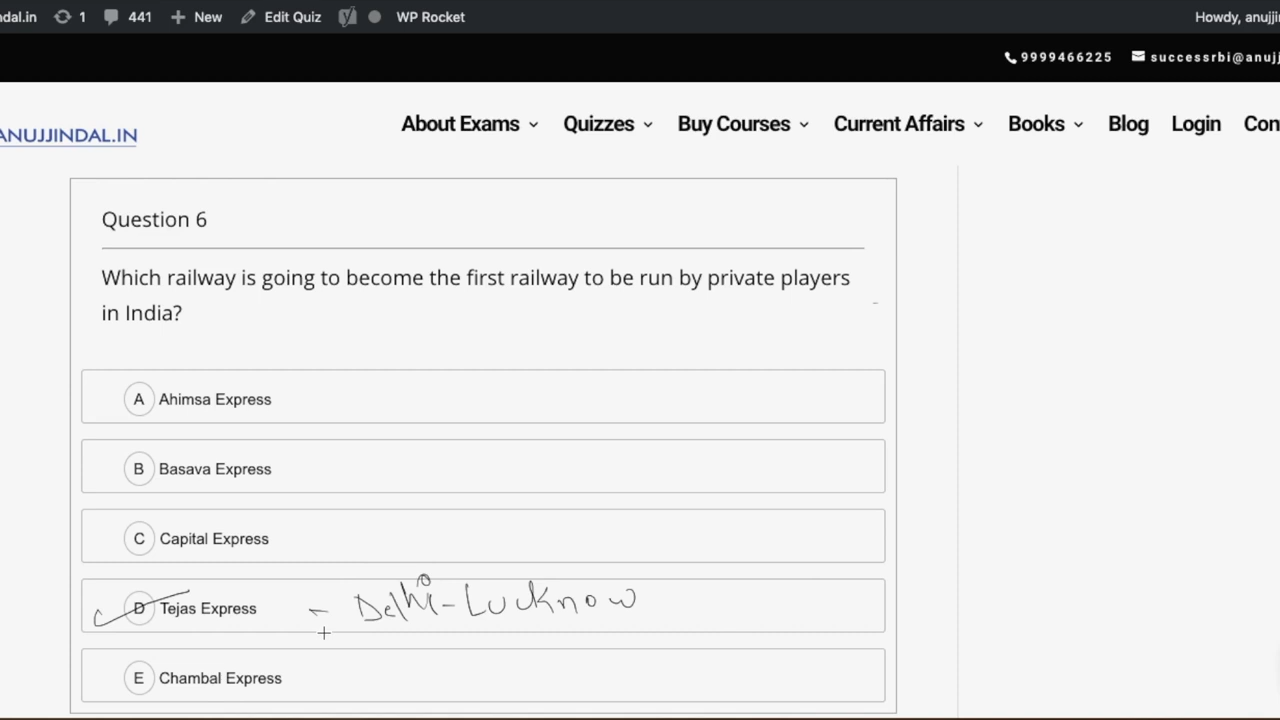 ndal.in 1 441 New Edit Quiz WP Rocket Howdy, anujji
9999466225 successrbi@anujj
ANUJJINDAL.IN About Exams Quizzes Buy Courses Current Affairs Books Blog Login Con
Question 6
Which railway is going to become the first railway to be run by private players
in India?
A Ahimsa Express
B Basava Express
C Capital Express
D Tejas Express - Delhi-Lucknow
E Chambal Express